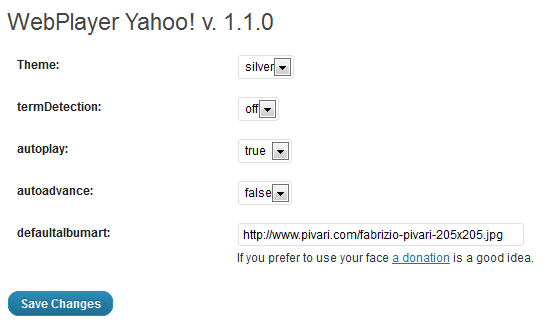 WebPlayer Yahoo! v. 1.1.0
Theme: silver
termDetection: off
autoplay: true
autoadvance: false
defaultalbumart: http://www.pivari.com/fabrizio-pivari-205x205.jpg
If you prefer to use your face a donation is a good idea.
Save Changes